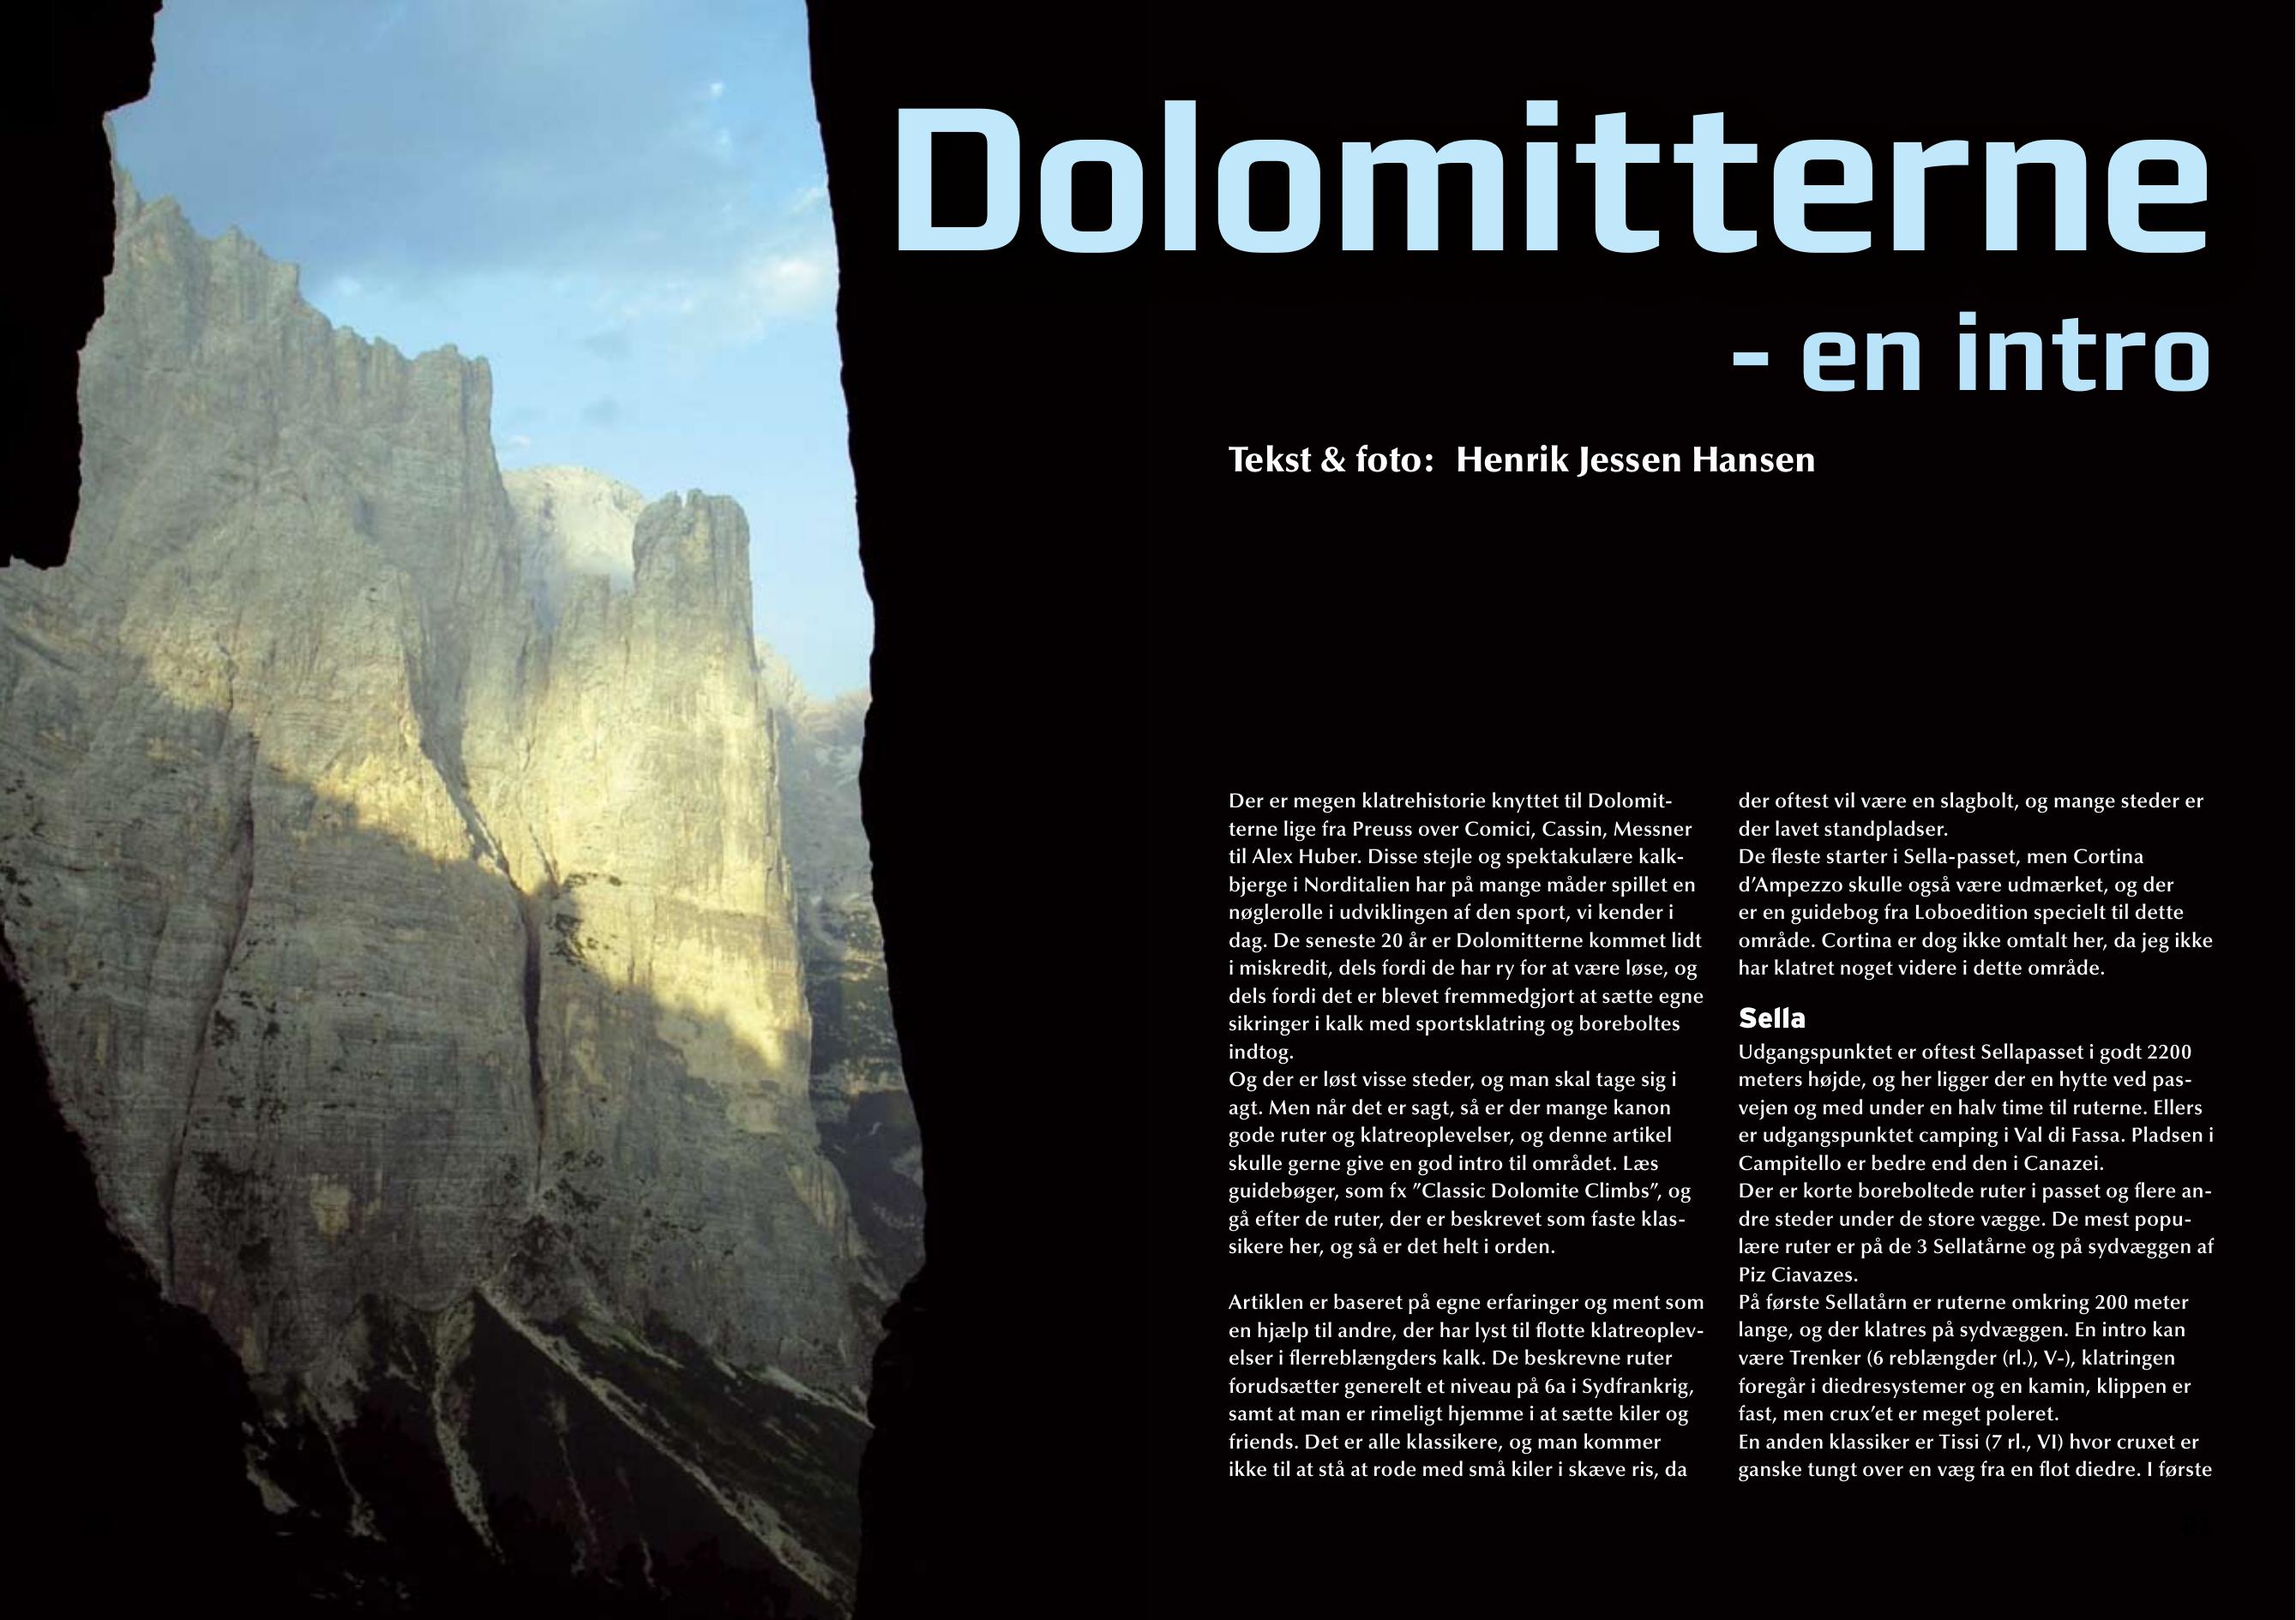 Dolomitterne
- en intro
Tekst & foto: Henrik Jessen Hansen
Der er megen klatrehistorie knyttet til Dolomit-
terne lige fra Preuss over Comici, Cassin, Messner
til Alex Huber. Disse stejle og spektakulære kalk-
bjerge i Norditalien har på mange måder spillet en
nøglerolle i udviklingen af den sport, vi kender i
dag. De seneste 20 år er Dolomitterne kommet lidt
i miskredit, dels fordi de har ry for at være løse, og
dels fordi det er blevet fremmedgjort at sætte egne
sikringer i kalk med sportsklatring og boreboltes
indtog.
Og der er løst visse steder, og man skal tage sig i
agt. Men når det er sagt, så er der mange kanon
gode ruter og klatreoplevelser, og denne artikel
skulle gerne give en god intro til området. Læs
guidebøger, som fx ”Classic Dolomite Climbs”, og
gå efter de ruter, der er beskrevet som faste klas-
sikere her, og så er det helt i orden.
Artiklen er baseret på egne erfaringer og ment som
en hjælp til andre, der har lyst til flotte klatreoplev-
elser i flerreblængders kalk. De beskrevne ruter
forudsætter generelt et niveau på 6a i Sydfrankrig,
samt at man er rimeligt hjemme i at sætte kiler og
friends. Det er alle klassikere, og man kommer
ikke til at stå at rode med små kiler i skæve ris, da
der oftest vil være en slagbolt, og mange steder er
der lavet standpladser.
De fleste starter i Sella-passet, men Cortina
d’Ampezzo skulle også være udmærket, og der
er en guidebog fra Loboedition specielt til dette
område. Cortina er dog ikke omtalt her, da jeg ikke
har klatret noget videre i dette område.
Sella
Udgangspunktet er oftest Sellapasset i godt 2200
meters højde, og her ligger der en hytte ved pas-
vejen og med under en halv time til ruterne. Ellers
er udgangspunktet camping i Val di Fassa. Pladsen i
Campitello er bedre end den i Canazei.
Der er korte boreboltede ruter i passet og flere an-
dre steder under de store vægge. De mest popu-
lære ruter er på de 3 Sellatårne og på sydvæggen af
Piz Ciavazes.
På første Sellatårn er ruterne omkring 200 meter
lange, og der klatres på sydvæggen. En intro kan
være Trenker (6 reblængder (rl.), V-), klatringen
foregår i diedresystemer og en kamin, klippen er
fast, men crux’et er meget poleret.
En anden klassiker er Tissi (7 rl., VI) hvor cruxet er
ganske tungt over en væg fra en flot diedre. I første